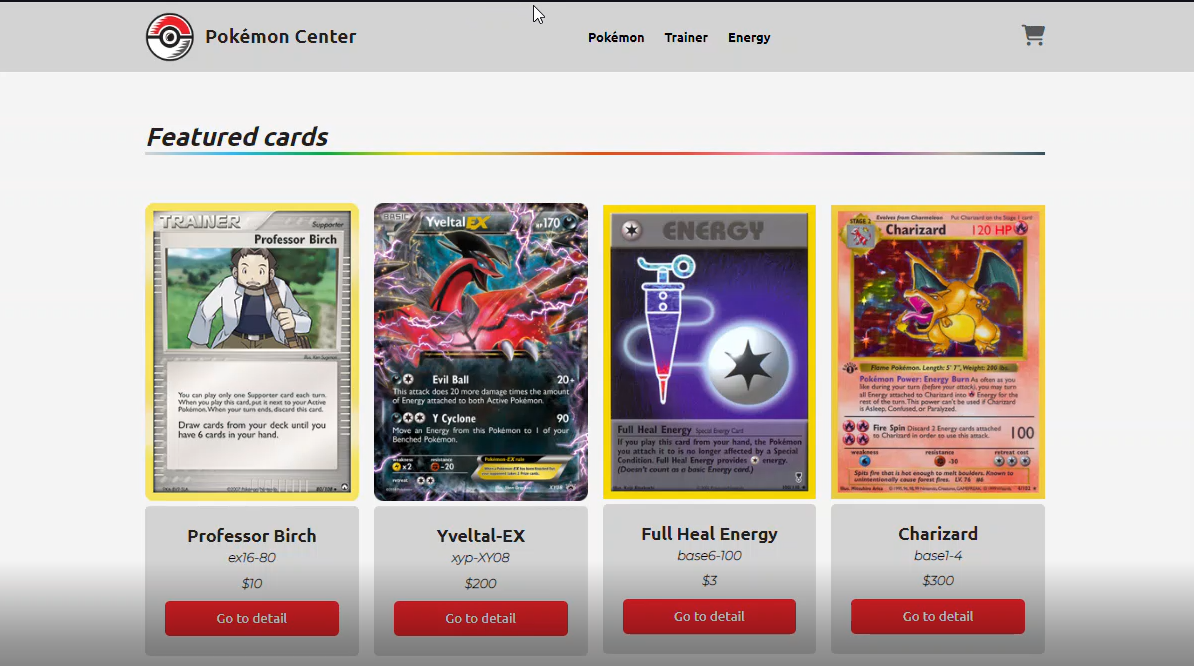 Pokémon Center
Pokémon Trainer Energy
Featured cards
TRAINER
Supporter
Professor Birch
You can play only one Supporter card each turn.
When you play this card, put it next to your Active
Pokémon. When your turn ends, discard this card.
Draw cards from your deck until you
have 6 cards in your hand.
80/108
Professor Birch
ex16-80
$10
Go to detail
BASIC
Yveltal EX
HP 170
Evil Ball 20+
This attack does 20 more damage times the amount
of Energy attached to both Active Pokémon.
Y Cyclone 90
Move an Energy from this Pokémon to 1 of your
Benched Pokémon.
weakness
×2
resistance
-20
Pokémon-EX rule
retreat
XY08
Yveltal-EX
xyp-XY08
$200
Go to detail
ENERGY
Full Heal Energy Special Energy Card
If you play this card from your hand, the Pokémon
you attach it to is no longer affected by a Special
Condition. Full Heal Energy provides energy.
(Doesn't count as a basic Energy card.)
Full Heal Energy
base6-100
$3
Go to detail
STAGE 2
Evolves from Charmeleon Put Charizard on the Stage 1 card
Charizard 120 HP
Flame Pokémon. Length: 5' 7", Weight: 200 lbs.
Pokémon Power: Energy Burn As often as you
like during your turn (before your attack), you may turn
all Energy attached to Charizard into Energy for the
rest of the turn. This power can't be used if Charizard
is Asleep, Confused, or Paralyzed.
Fire Spin Discard 2 Energy cards attached
to Charizard in order to use this attack. 100
weakness
resistance
-30
retreat cost
Spits fire that is hot enough to melt boulders. Known to
unintentionally cause forest fires. LV. 76 #6
4/102
Charizard
base1-4
$300
Go to detail